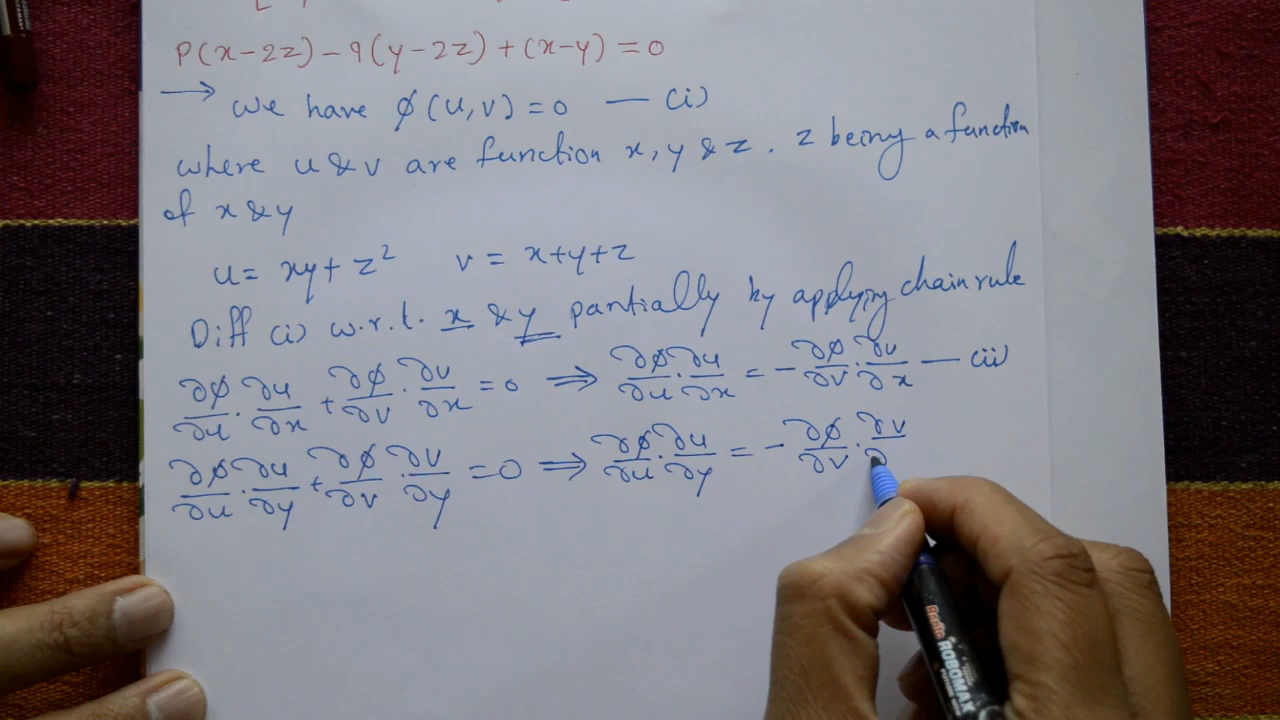 P(x-2z)-q(y-2z)+(x-y)=0
→ We have φ(u,v)=0 — (i)
where u & v are function x, y & z. z being a function
of x & y
u= xy+z² v = x+y+z
Diff (i) w.r.t. x & y partially by applying chain rule
∂φ/∂u · ∂u/∂x + ∂φ/∂v · ∂v/∂x = 0 ⟹ ∂φ/∂u · ∂u/∂x = - ∂φ/∂v · ∂v/∂x — (ii)
∂φ/∂u · ∂u/∂y + ∂φ/∂v · ∂v/∂y = 0 ⟹ ∂φ/∂u · ∂u/∂y = - ∂φ/∂v · ∂v/∂
ROBOMAX